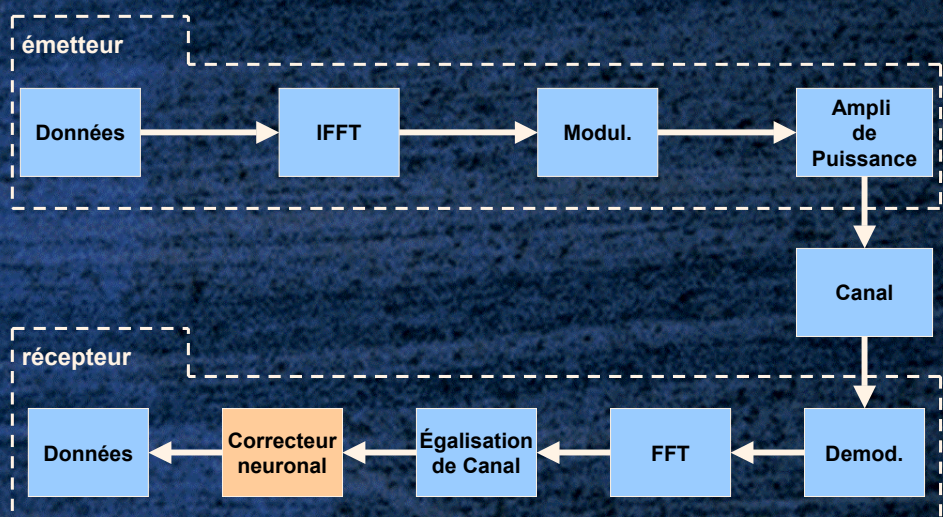 émetteur
Données
IFFT
Modul.
Ampli
de
Puissance
Canal
récepteur
Données
Correcteur
neuronal
Égalisation
de Canal
FFT
Demod.